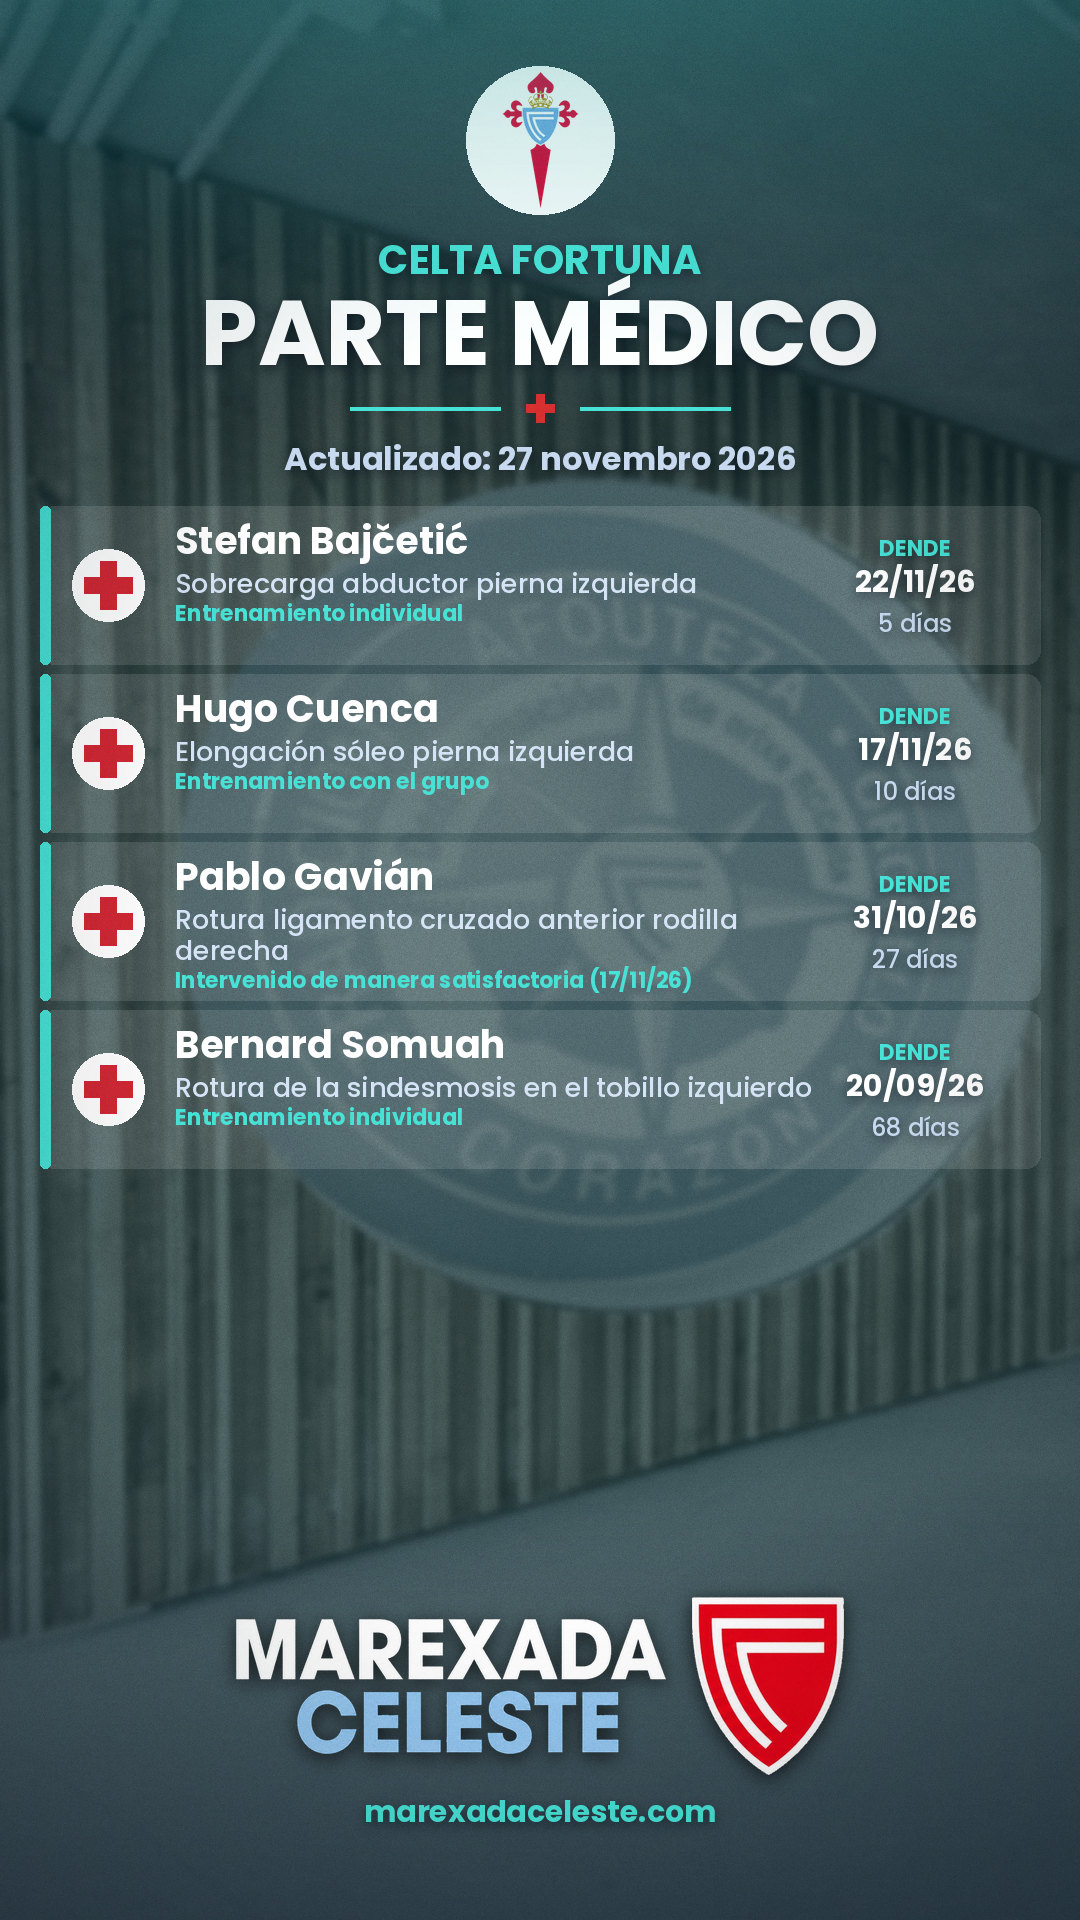 CELTA FORTUNA
PARTE MÉDICO
Actualizado: 27 novembro 2026
Stefan Bajčetić
Sobrecarga abductor pierna izquierda
Entrenamiento individual
DENDE
22/11/26
5 días
Hugo Cuenca
Elongación sóleo pierna izquierda
Entrenamiento con el grupo
DENDE
17/11/26
10 días
Pablo Gavián
Rotura ligamento cruzado anterior rodilla
derecha
Intervenido de manera satisfactoria (17/11/26)
DENDE
31/10/26
27 días
Bernard Somuah
Rotura de la sindesmosis en el tobillo izquierdo
Entrenamiento individual
DENDE
20/09/26
68 días
CORAZÓN
MAREXADA
CELESTE
marexadaceleste.com